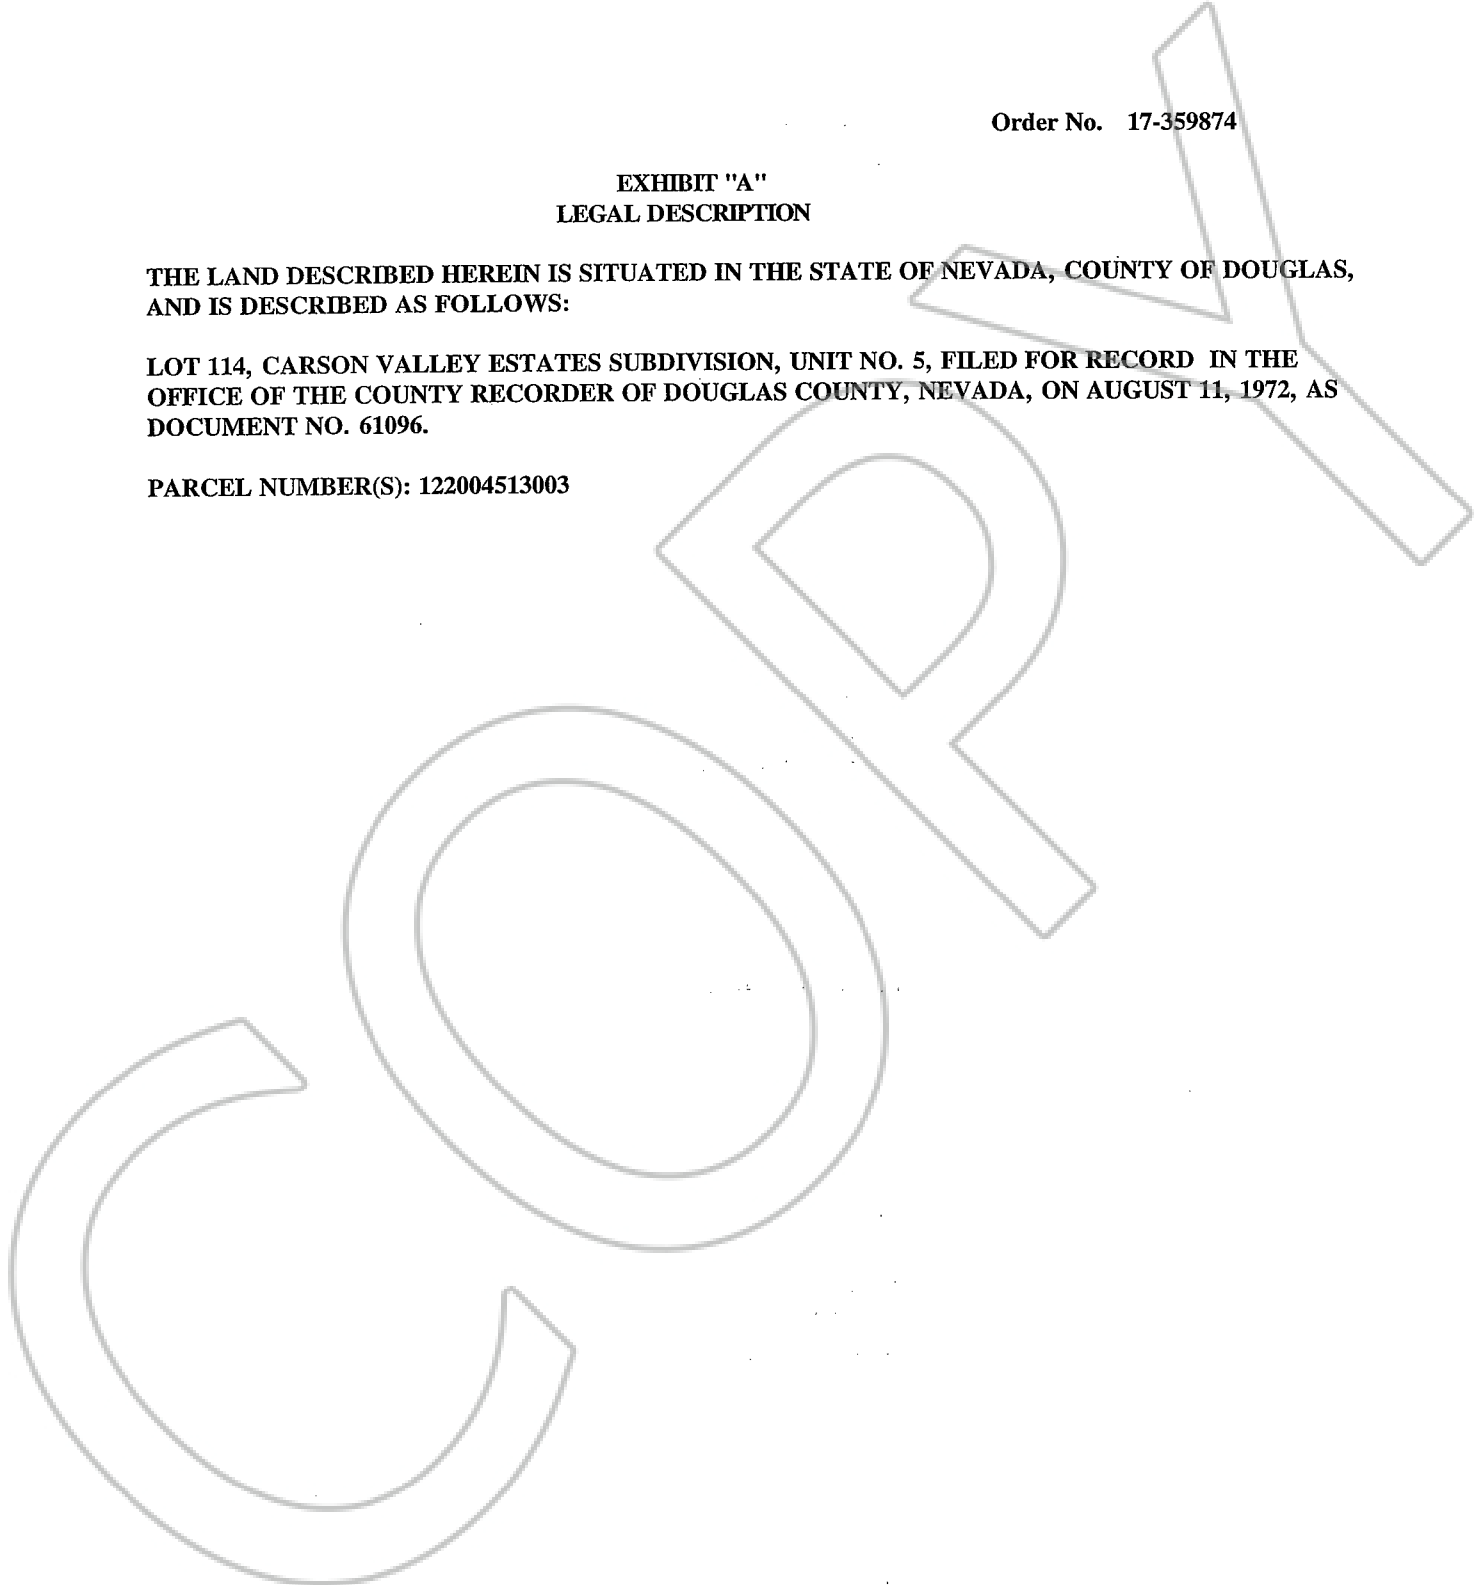 Order No. 17-359874
EXHIBIT "A"
LEGAL DESCRIPTION
THE LAND DESCRIBED HEREIN IS SITUATED IN THE STATE OF NEVADA, COUNTY OF DOUGLAS,
AND IS DESCRIBED AS FOLLOWS:
LOT 114, CARSON VALLEY ESTATES SUBDIVISION, UNIT NO. 5, FILED FOR RECORD IN THE
OFFICE OF THE COUNTY RECORDER OF DOUGLAS COUNTY, NEVADA, ON AUGUST 11, 1972, AS
DOCUMENT NO. 61096.
PARCEL NUMBER(S): 122004513003
COPY